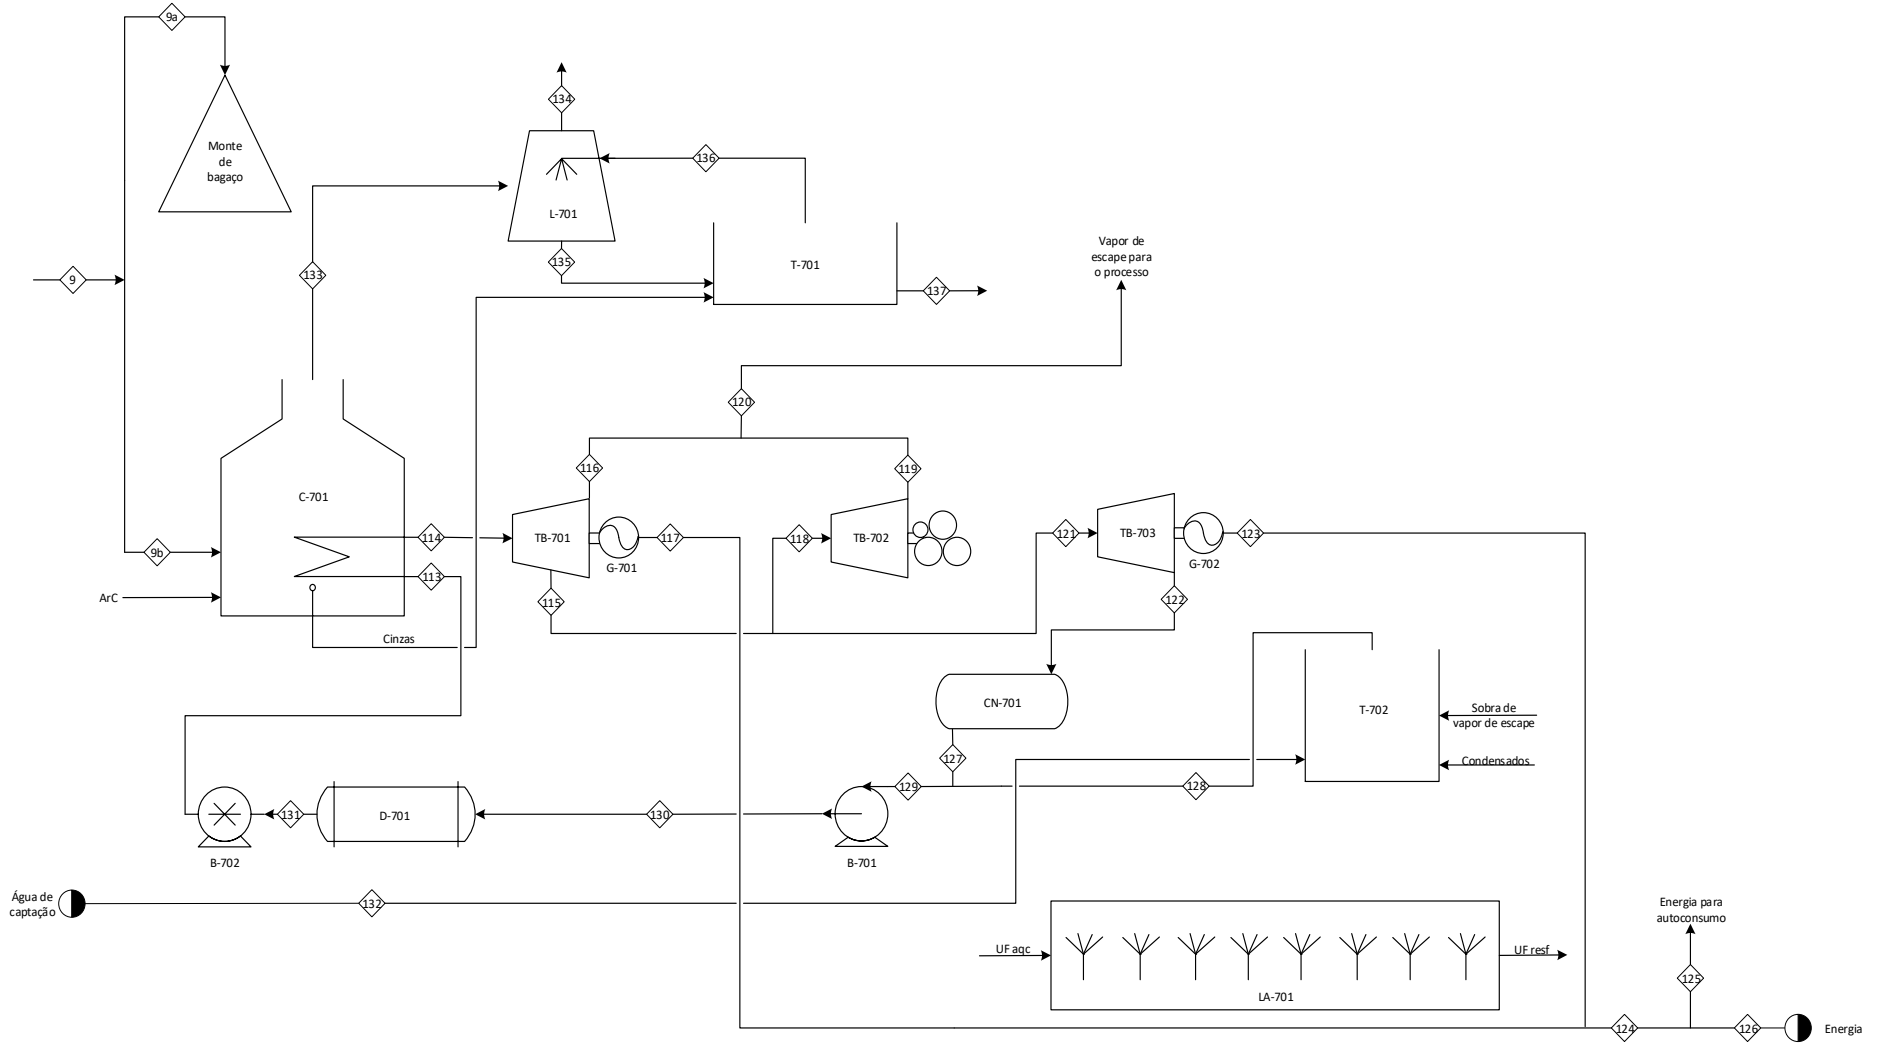 9a
Monte
de
bagaço
134
136
L-701
135
T-701
137
9
133
Vapor de
escape para
o processo
120
116
119
C-701
114
TB-701
G-701
117
118
TB-702
121
TB-703
G-702
123
9b
113
115
122
ArC
Cinzas
CN-701
T-702
Sobra de
vapor de escape
Condensados
127
128
129
130
131
D-701
B-702
B-701
Água de
captação
132
UF aqc
UF resf
LA-701
Energia para
autoconsumo
125
124
126
Energia